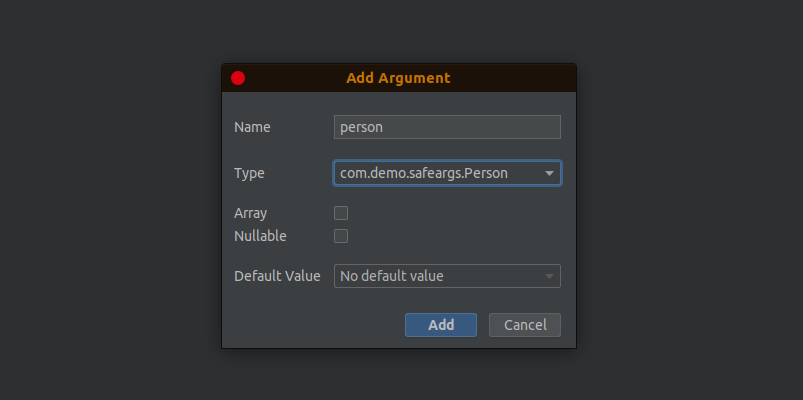 Add Argument
Name person
Type com.demo.safeargs.Person
Array
Nullable
Default Value No default value
Add Cancel